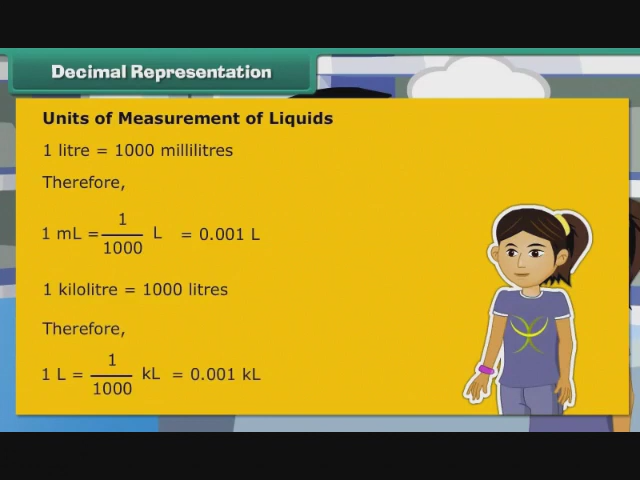 Decimal Representation
Units of Measurement of Liquids
1 litre = 1000 millilitres
Therefore,
1 mL = 1/1000 L = 0.001 L
1 kilolitre = 1000 litres
Therefore,
1 L = 1/1000 kL = 0.001 kL